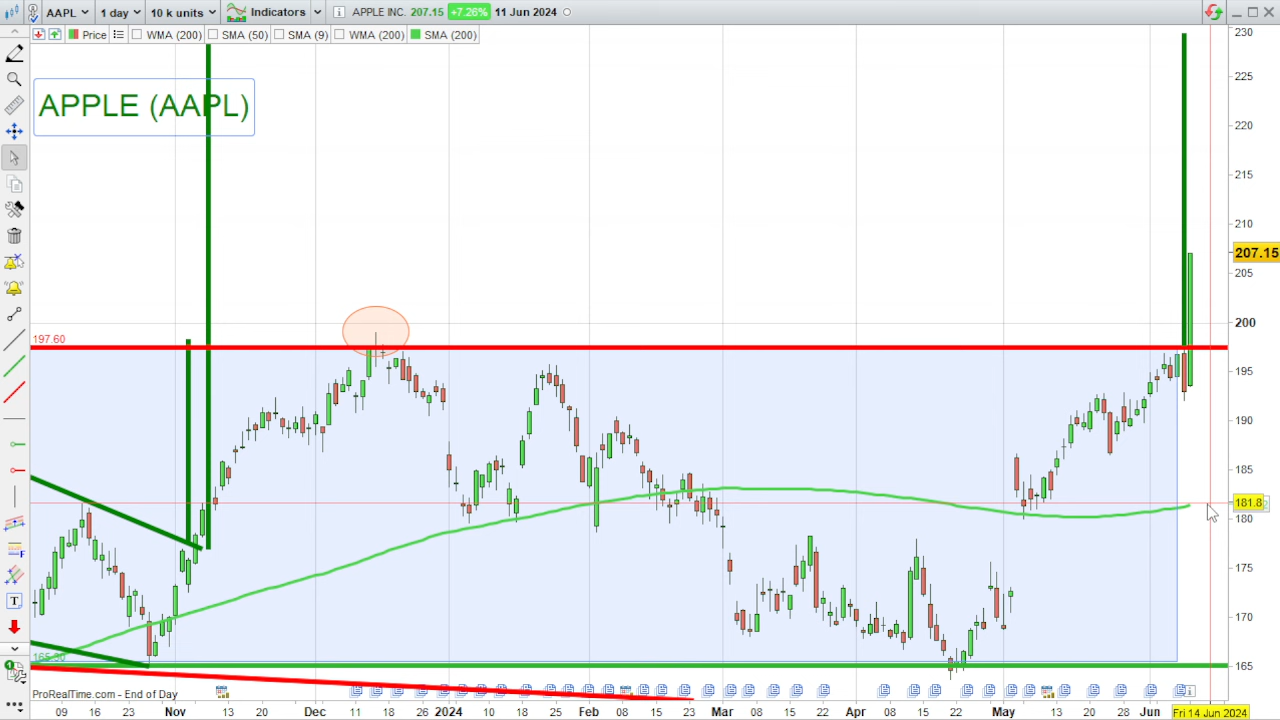 AAPL 1 day 10 k units Indicators APPLE INC. 207.15 +7.26% 11 Jun 2024
Price WMA (200) SMA (50) SMA (9) WMA (200) SMA (200)
APPLE (AAPL)
230
225
220
215
210
207.15
205
200
197.60
195
190
185
181.8
180
175
170
165.90
165
ProRealTime.com - End of Day
09 16 23 Nov 13 20 Dec 11 18 26 2024 10 18 Feb 08 15 23 Mar 08 15 22 Apr 08 15 22 May 13 20 28 Jun Fri 14 Jun 2024
F
T
1